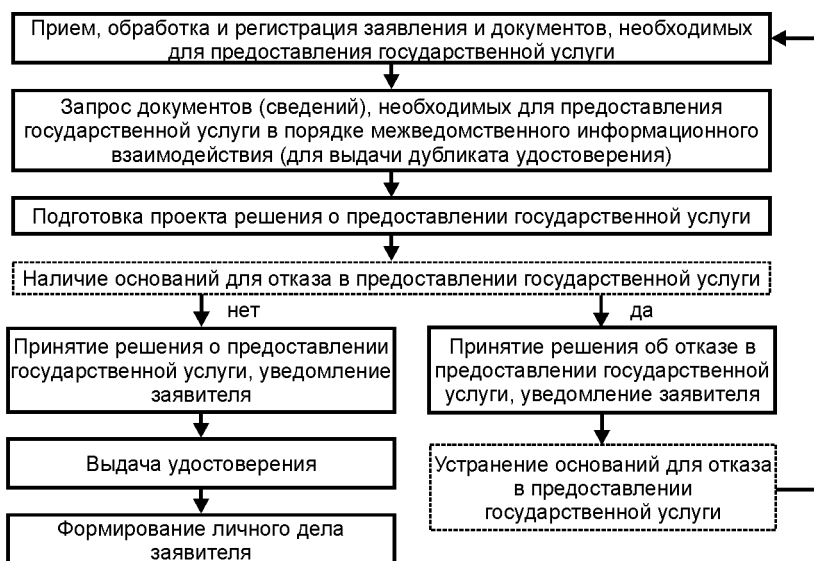 Прием, обработка и регистрация заявления и документов, необходимых
для предоставления государственной услуги
Запрос документов (сведений), необходимых для предоставления
государственной услуги в порядке межведомственного информационного
взаимодействия (для выдачи дубликата удостоверения)
Подготовка проекта решения о предоставлении государственной услуги
Наличие оснований для отказа в предоставлении государственной услуги
нет
да
Принятие решения о предоставлении
государственной услуги, уведомление
заявителя
Принятие решения об отказе в
предоставлении государственной
услуги, уведомление заявителя
Выдача удостоверения
Устранение оснований для отказа
в предоставлении
государственной услуги
Формирование личного дела
заявителя